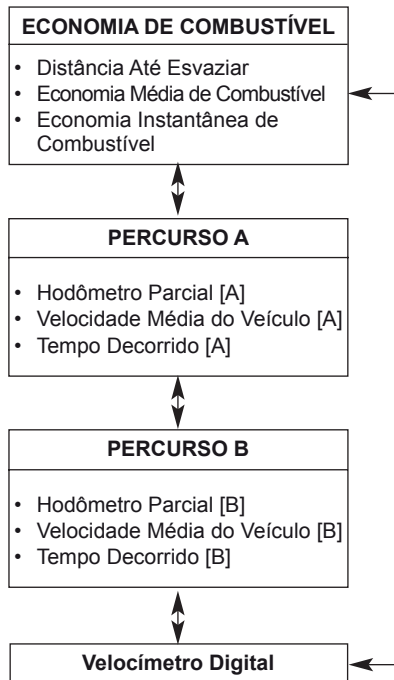 ECONOMIA DE COMBUSTÍVEL
• Distância Até Esvaziar
• Economia Média de Combustível
• Economia Instantânea de
Combustível
PERCURSO A
• Hodômetro Parcial [A]
• Velocidade Média do Veículo [A]
• Tempo Decorrido [A]
PERCURSO B
• Hodômetro Parcial [B]
• Velocidade Média do Veículo [B]
• Tempo Decorrido [B]
Velocímetro Digital